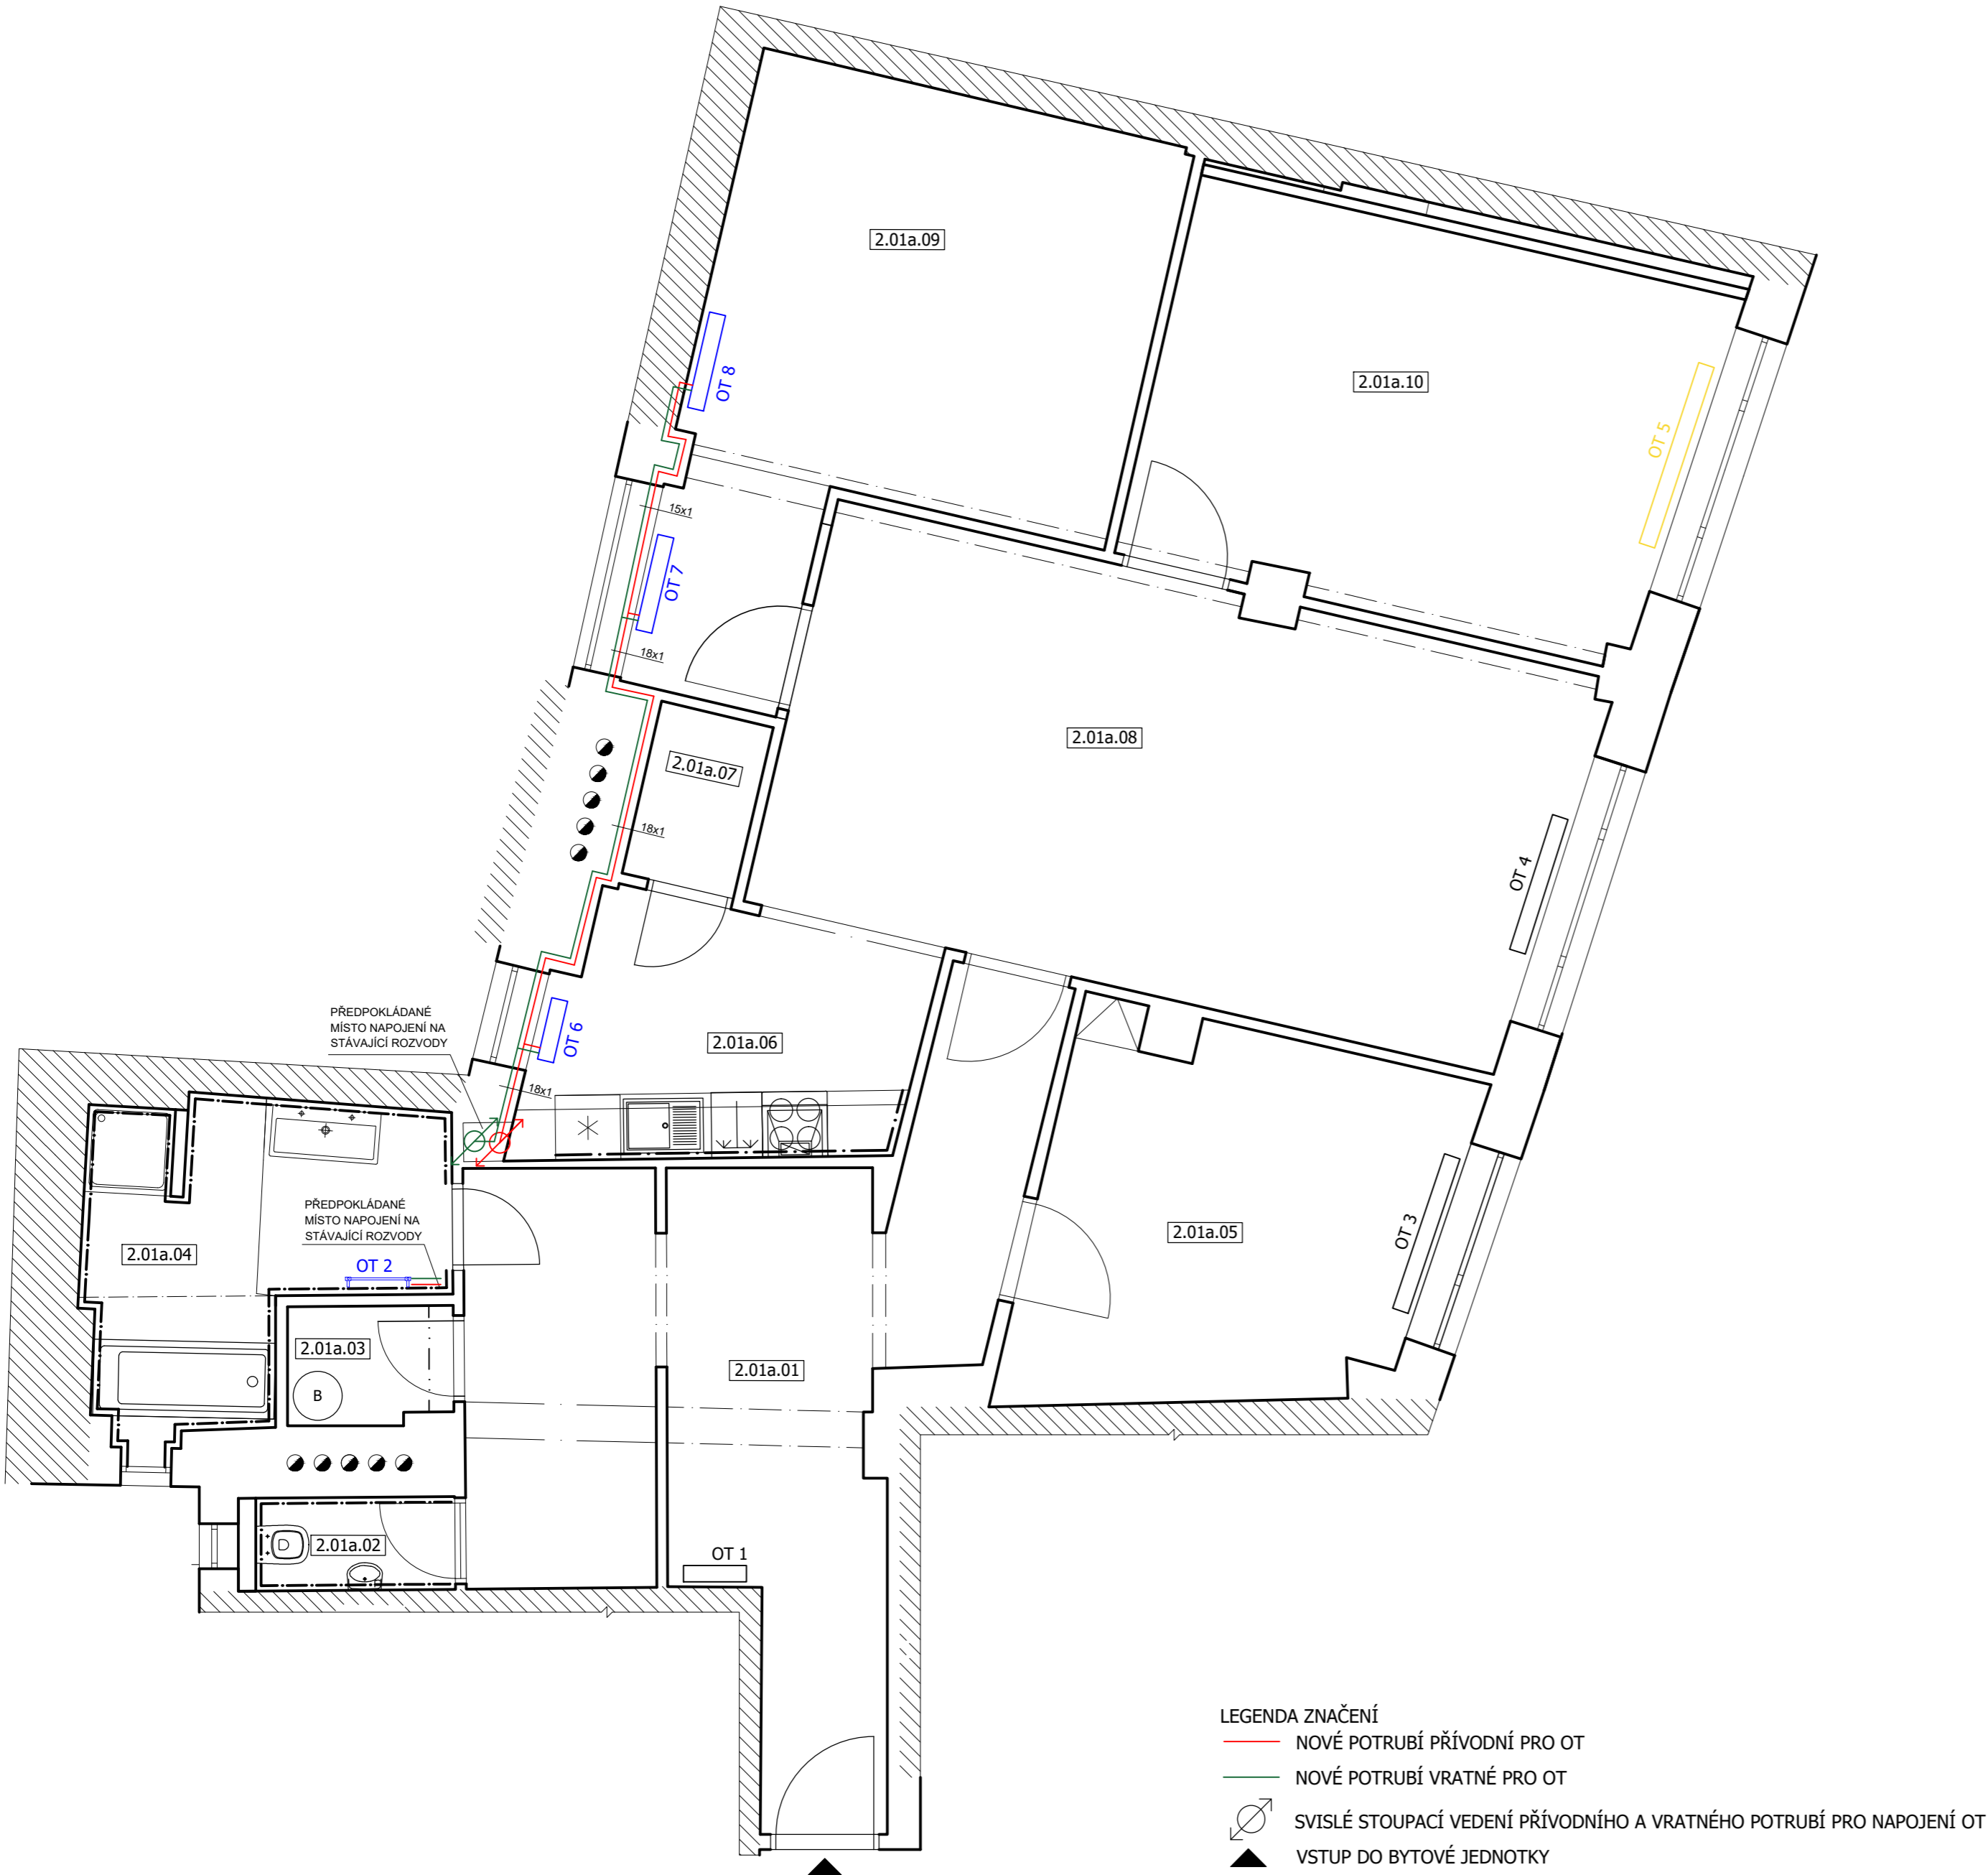 2.01a.09
2.01a.10
OT 8
OT 5
15x1
OT 7
18x1
2.01a.08
2.01a.07
18x1
OT 4
PŘEDPOKLÁDANÉ
MÍSTO NAPOJENÍ NA
STÁVAJÍCÍ ROZVODY
OT 6
2.01a.06
18x1
PŘEDPOKLÁDANÉ
MÍSTO NAPOJENÍ NA
STÁVAJÍCÍ ROZVODY
2.01a.04
OT 2
2.01a.05
OT 3
2.01a.03
2.01a.01
B
2.01a.02
OT 1
LEGENDA ZNAČENÍ
NOVÉ POTRUBÍ PŘÍVODNÍ PRO OT
NOVÉ POTRUBÍ VRATNÉ PRO OT
SVISLÉ STOUPACÍ VEDENÍ PŘÍVODNÍHO A VRATNÉHO POTRUBÍ PRO NAPOJENÍ OT
VSTUP DO BYTOVÉ JEDNOTKY